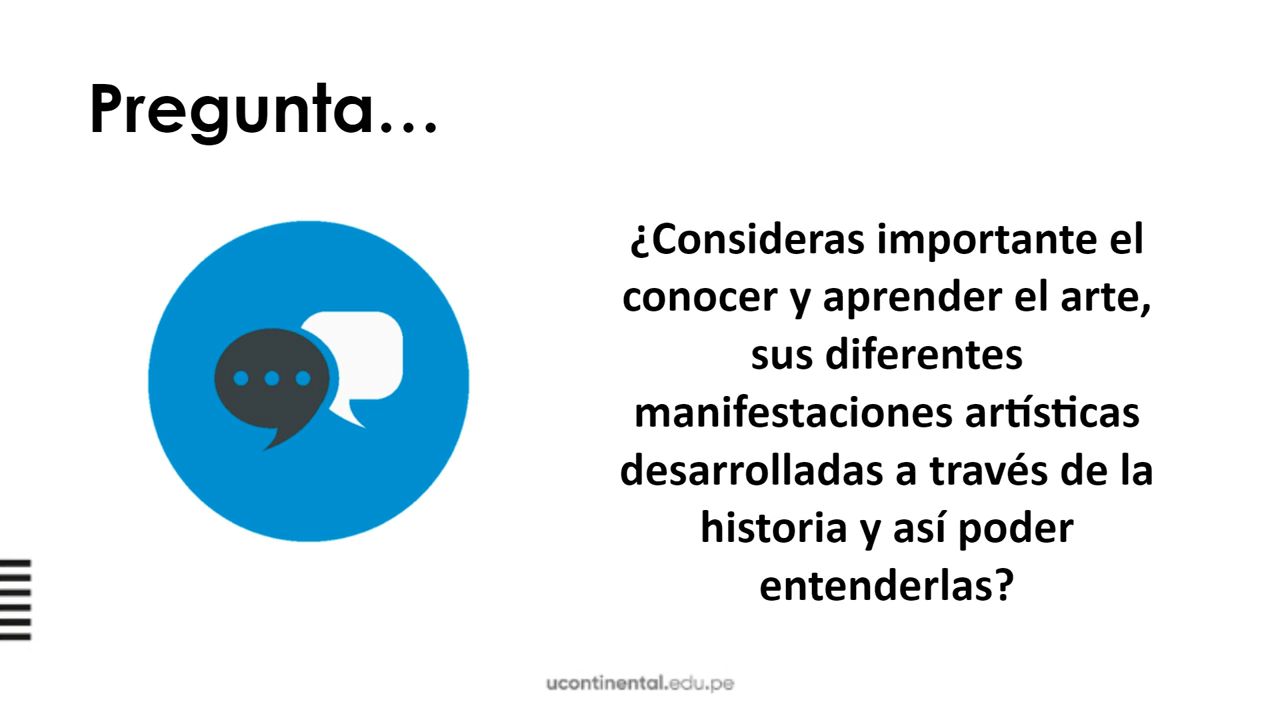 Pregunta…
¿Consideras importante el
conocer y aprender el arte,
sus diferentes
manifestaciones artísticas
desarrolladas a través de la
historia y así poder
entenderlas?
ucontinental.edu.pe